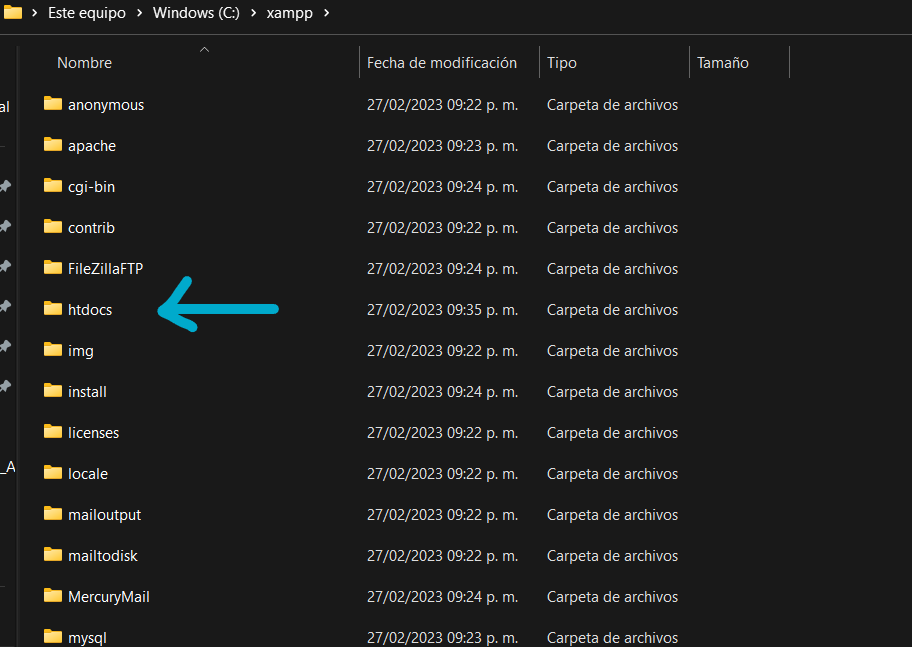 Este equipo > Windows (C:) > xampp >
Nombre Fecha de modificación Tipo Tamaño
al
anonymous 27/02/2023 09:22 p. m. Carpeta de archivos
apache 27/02/2023 09:23 p. m. Carpeta de archivos
cgi-bin 27/02/2023 09:24 p. m. Carpeta de archivos
contrib 27/02/2023 09:22 p. m. Carpeta de archivos
FileZillaFTP 27/02/2023 09:24 p. m. Carpeta de archivos
htdocs 27/02/2023 09:35 p. m. Carpeta de archivos
img 27/02/2023 09:22 p. m. Carpeta de archivos
install 27/02/2023 09:24 p. m. Carpeta de archivos
licenses 27/02/2023 09:22 p. m. Carpeta de archivos
_A
locale 27/02/2023 09:22 p. m. Carpeta de archivos
mailoutput 27/02/2023 09:22 p. m. Carpeta de archivos
mailtodisk 27/02/2023 09:22 p. m. Carpeta de archivos
MercuryMail 27/02/2023 09:24 p. m. Carpeta de archivos
mysql 27/02/2023 09:23 p. m. Carpeta de archivos